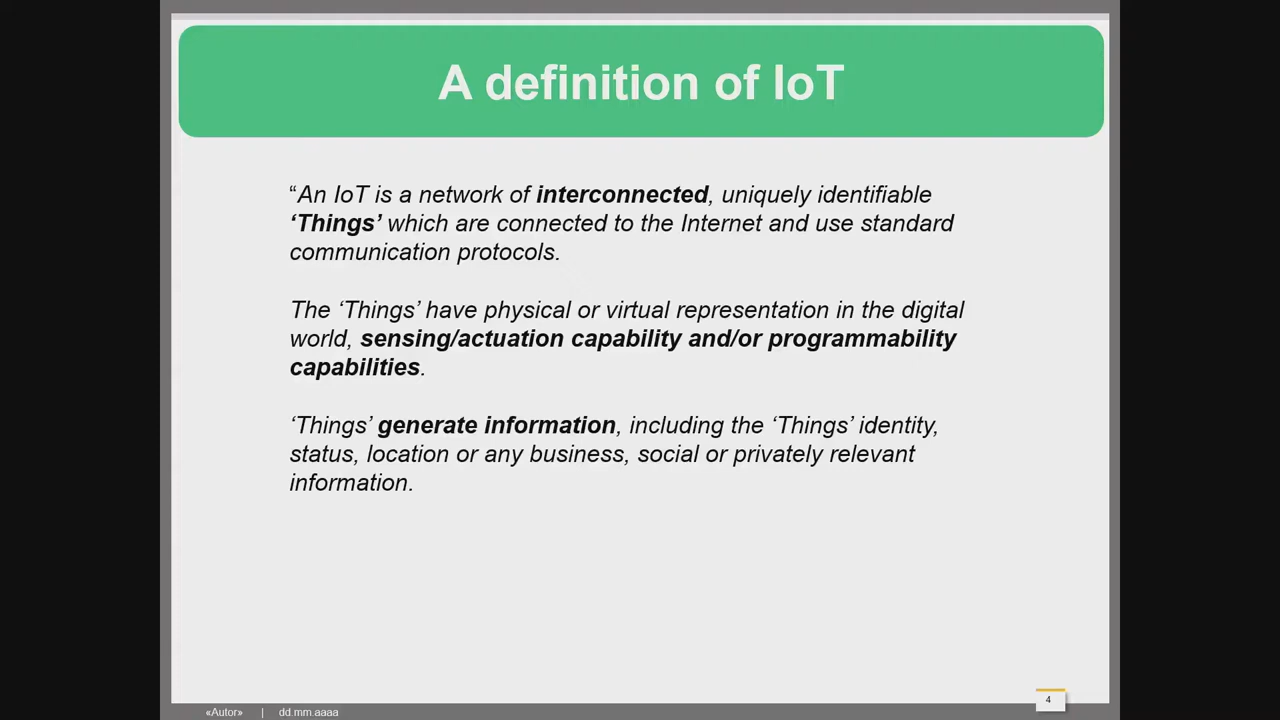 A definition of IoT
“An IoT is a network of interconnected, uniquely identifiable
‘Things’ which are connected to the Internet and use standard
communication protocols.
The ‘Things’ have physical or virtual representation in the digital
world, sensing/actuation capability and/or programmability
capabilities.
‘Things’ generate information, including the ‘Things’ identity,
status, location or any business, social or privately relevant
information.
4
«Autor» | dd.mm.aaaa